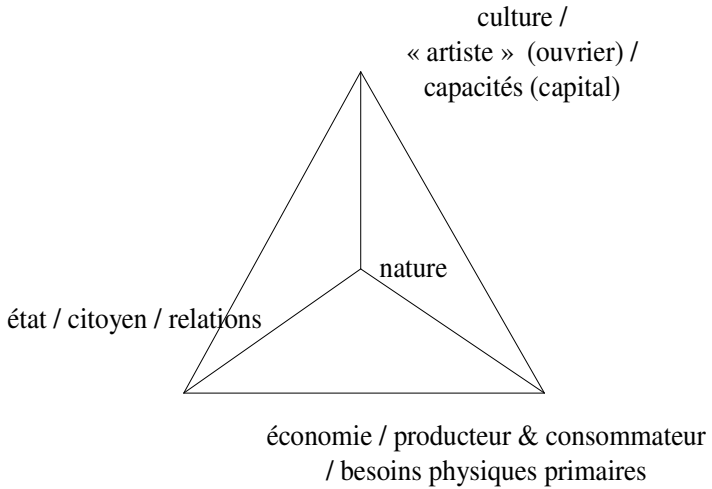 culture /
« artiste » (ouvrier) /
capacités (capital)
nature
état / citoyen / relations
économie / producteur & consommateur
/ besoins physiques primaires